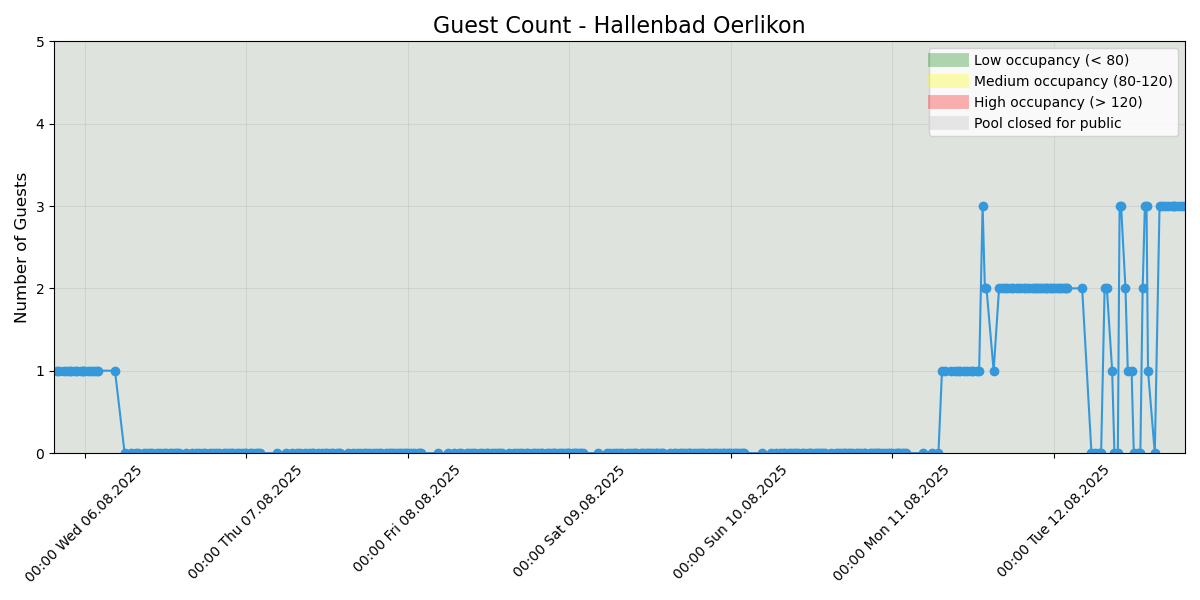 Guest Count - Hallenbad Oerlikon
Number of Guests
5
4
3
2
1
0
Low occupancy (< 80)
Medium occupancy (80-120)
High occupancy (> 120)
Pool closed for public
00:00 Wed 06.08.2025
00:00 Thu 07.08.2025
00:00 Fri 08.08.2025
00:00 Sat 09.08.2025
00:00 Sun 10.08.2025
00:00 Mon 11.08.2025
00:00 Tue 12.08.2025